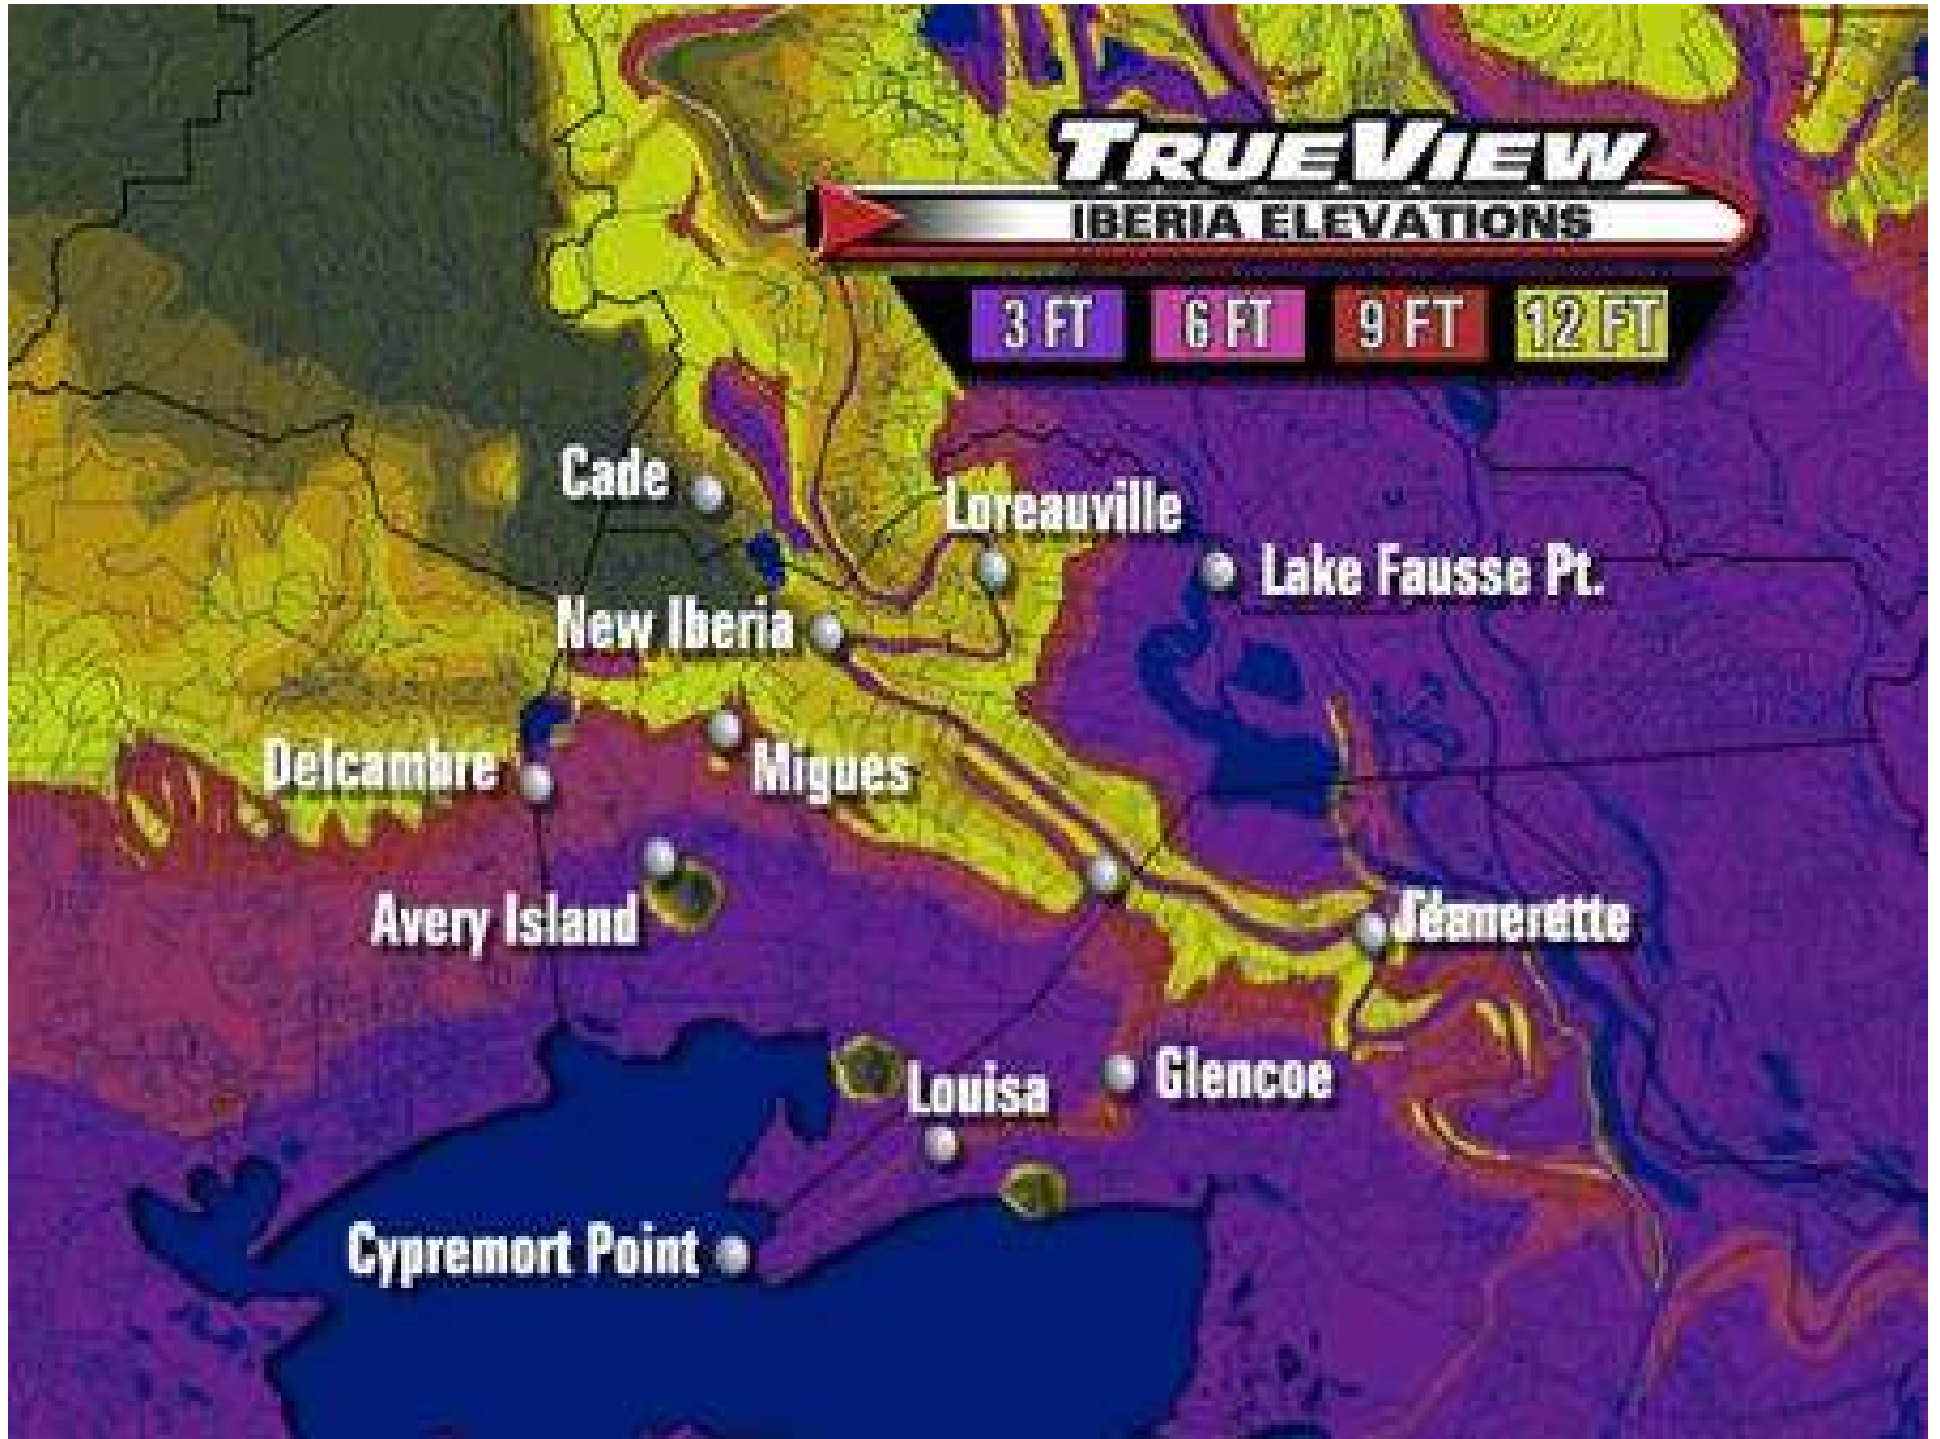 TRUEVIEW
IBERIA ELEVATIONS
3 FT 6 FT 9 FT 12 FT
Cade
Loreauville
Lake Fausse Pt.
New Iberia
Delcambre
Migues
Avery Island
Louisa
Glencoe
Cypremort Point